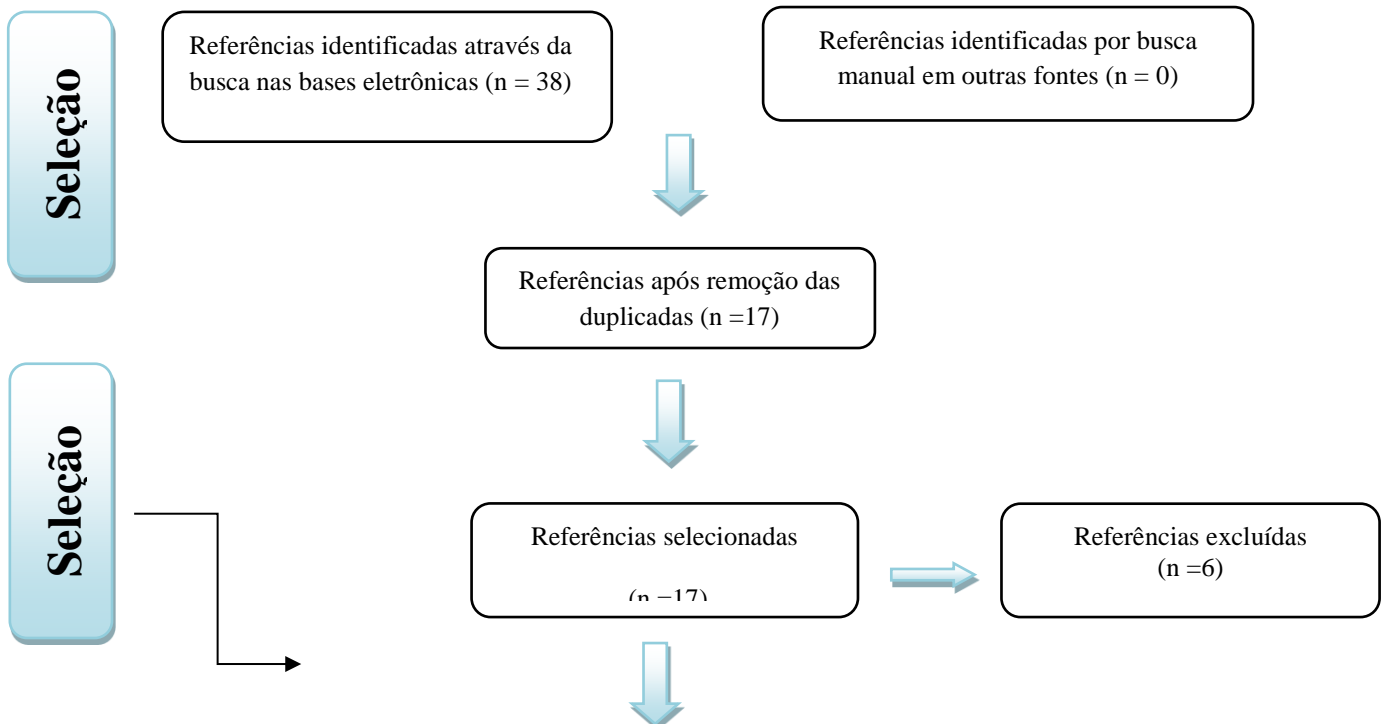 Seleção
Referências identificadas através da
busca nas bases eletrônicas (n = 38)
Referências identificadas por busca
manual em outras fontes (n = 0)
Referências após remoção das
duplicadas (n =17)
Seleção
Referências selecionadas
(n =17)
Referências excluídas
(n =6)